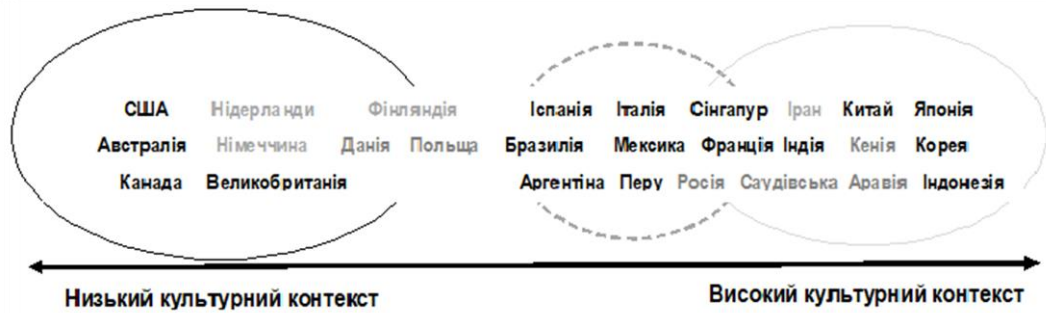 США Нідерланди Фінляндія Іспанія Італія Сінгапур Іран Китай Японія
Австралія Німеччина Данія Польща Бразилія Мексика Франція Індія Кенія Корея
Канада Великобританія Аргентіна Перу Росія Саудівська Аравія Індонезія
Низький культурний контекст Високий культурний контекст